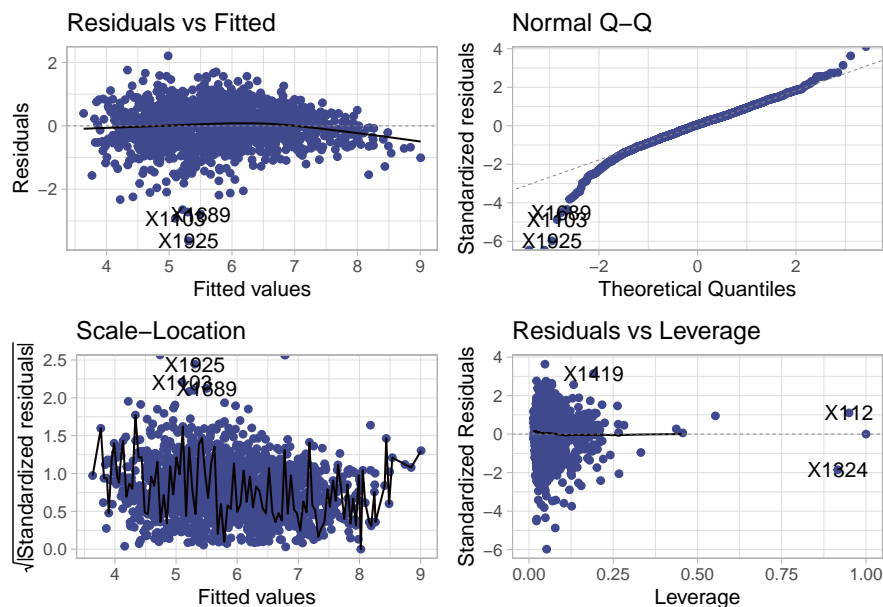 Residuals vs Fitted
Residuals
2
0
−2
X1689
X1103
X1925
4
5
6
7
8
9
Fitted values
Normal Q−Q
Standardized residuals
4
2
0
−2
−4
−6
X1689
X1103
X1925
−2
0
2
Theoretical Quantiles
Scale−Location
√|Standardized residuals|
2.5
2.0
1.5
1.0
0.5
0.0
X1925
X1103
X1689
4
5
6
7
8
9
Fitted values
Residuals vs Leverage
Standardized Residuals
4
2
0
−2
−4
−6
X1419
X112
X1324
0.00
0.25
0.50
0.75
1.00
Leverage